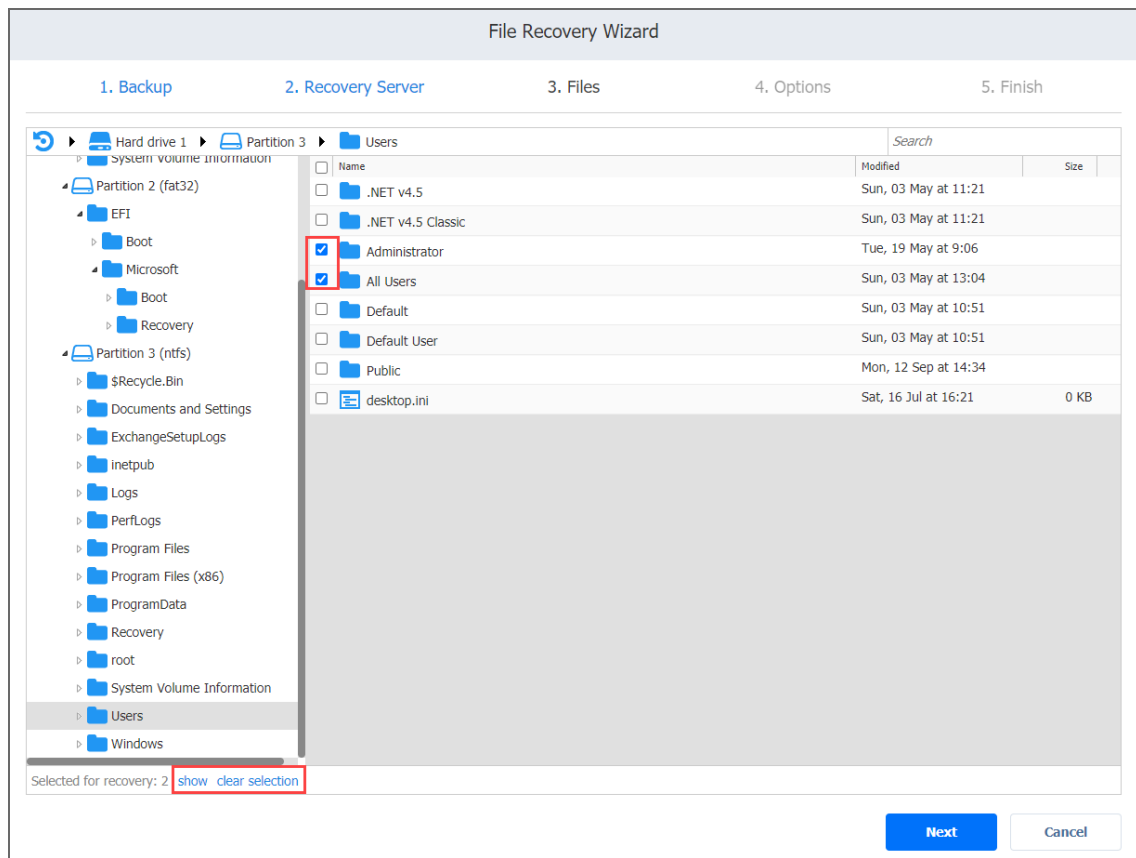 File Recovery Wizard
1. Backup 2. Recovery Server 3. Files 4. Options 5. Finish
Hard drive 1 Partition 3 Users Search
System Volume Information
Partition 2 (fat32)
EFI
Boot
Microsoft
Boot
Recovery
Partition 3 (ntfs)
$Recycle.Bin
Documents and Settings
ExchangeSetupLogs
inetpub
Logs
PerfLogs
Program Files
Program Files (x86)
ProgramData
Recovery
root
System Volume Information
Users
Windows
Name Modified Size
.NET v4.5 Sun, 03 May at 11:21
.NET v4.5 Classic Sun, 03 May at 11:21
Administrator Tue, 19 May at 9:06
All Users Sun, 03 May at 13:04
Default Sun, 03 May at 10:51
Default User Sun, 03 May at 10:51
Public Mon, 12 Sep at 14:34
desktop.ini Sat, 16 Jul at 16:21 0 KB
Selected for recovery: 2 show clear selection
Next Cancel